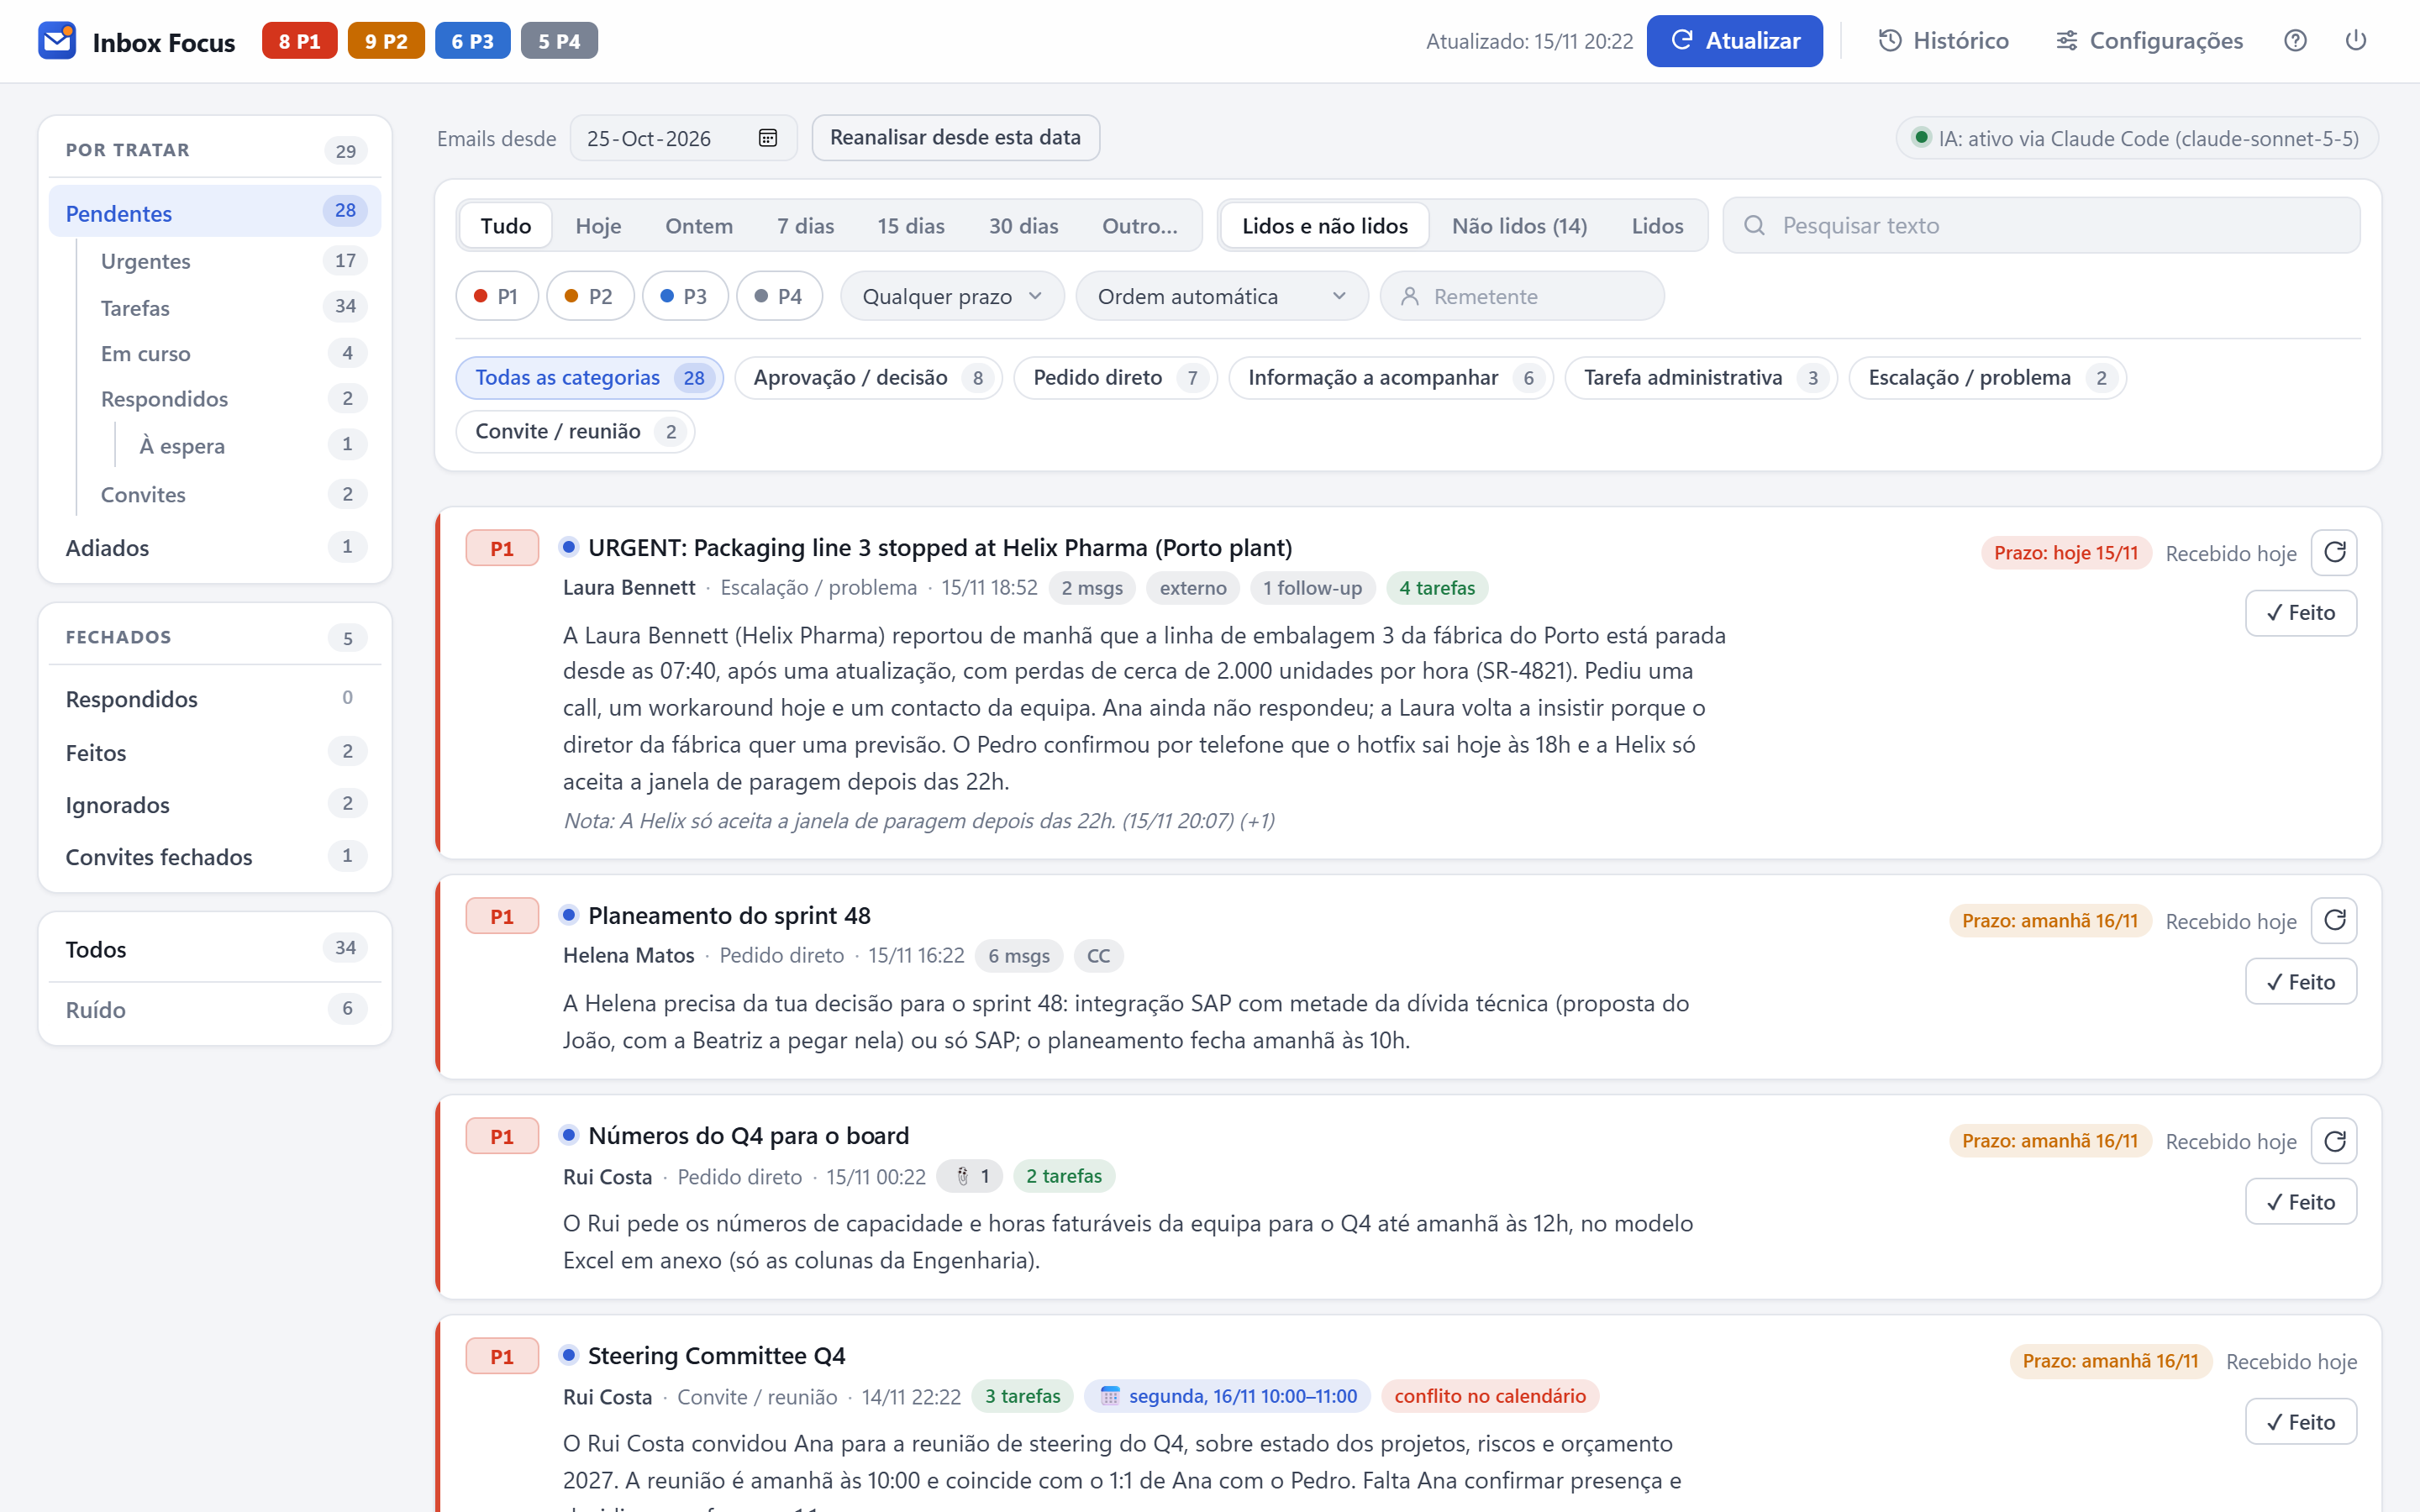 Inbox Focus 8 P1 9 P2 6 P3 5 P4 Atualizado: 15/11 20:22 Atualizar Histórico Configurações
POR TRATAR 29
Pendentes 28
Urgentes 17
Tarefas 34
Em curso 4
Respondidos 2
À espera 1
Convites 2
Adiados 1
FECHADOS 5
Respondidos 0
Feitos 2
Ignorados 2
Convites fechados 1
Todos 34
Ruído 6
Emails desde 25-Oct-2026 Reanalisar desde esta data IA: ativo via Claude Code (claude-sonnet-5-5)
Tudo Hoje Ontem 7 dias 15 dias 30 dias Outro... Lidos e não lidos Não lidos (14) Lidos Pesquisar texto
P1 P2 P3 P4 Qualquer prazo Ordem automática Remetente
Todas as categorias 28 Aprovação / decisão 8 Pedido direto 7 Informação a acompanhar 6 Tarefa administrativa 3 Escalação / problema 2
Convite / reunião 2
P1 URGENT: Packaging line 3 stopped at Helix Pharma (Porto plant) Prazo: hoje 15/11 Recebido hoje
Laura Bennett · Escalação / problema · 15/11 18:52 2 msgs externo 1 follow-up 4 tarefas ✓ Feito
A Laura Bennett (Helix Pharma) reportou de manhã que a linha de embalagem 3 da fábrica do Porto está parada
desde as 07:40, após uma atualização, com perdas de cerca de 2.000 unidades por hora (SR-4821). Pediu uma
call, um workaround hoje e um contacto da equipa. Ana ainda não respondeu; a Laura volta a insistir porque o
diretor da fábrica quer uma previsão. O Pedro confirmou por telefone que o hotfix sai hoje às 18h e a Helix só
aceita a janela de paragem depois das 22h.
Nota: A Helix só aceita a janela de paragem depois das 22h. (15/11 20:07) (+1)
P1 Planeamento do sprint 48 Prazo: amanhã 16/11 Recebido hoje
Helena Matos · Pedido direto · 15/11 16:22 6 msgs CC ✓ Feito
A Helena precisa da tua decisão para o sprint 48: integração SAP com metade da dívida técnica (proposta do
João, com a Beatriz a pegar nela) ou só SAP; o planeamento fecha amanhã às 10h.
P1 Números do Q4 para o board Prazo: amanhã 16/11 Recebido hoje
Rui Costa · Pedido direto · 15/11 00:22 1 2 tarefas ✓ Feito
O Rui pede os números de capacidade e horas faturáveis da equipa para o Q4 até amanhã às 12h, no modelo
Excel em anexo (só as colunas da Engenharia).
P1 Steering Committee Q4 Prazo: amanhã 16/11 Recebido hoje
Rui Costa · Convite / reunião · 14/11 22:22 3 tarefas segunda, 16/11 10:00–11:00 conflito no calendário ✓ Feito
O Rui Costa convidou Ana para a reunião de steering do Q4, sobre estado dos projetos, riscos e orçamento
2027. A reunião é amanhã às 10:00 e coincide com o 1:1 de Ana com o Pedro. Falta Ana confirmar presença e